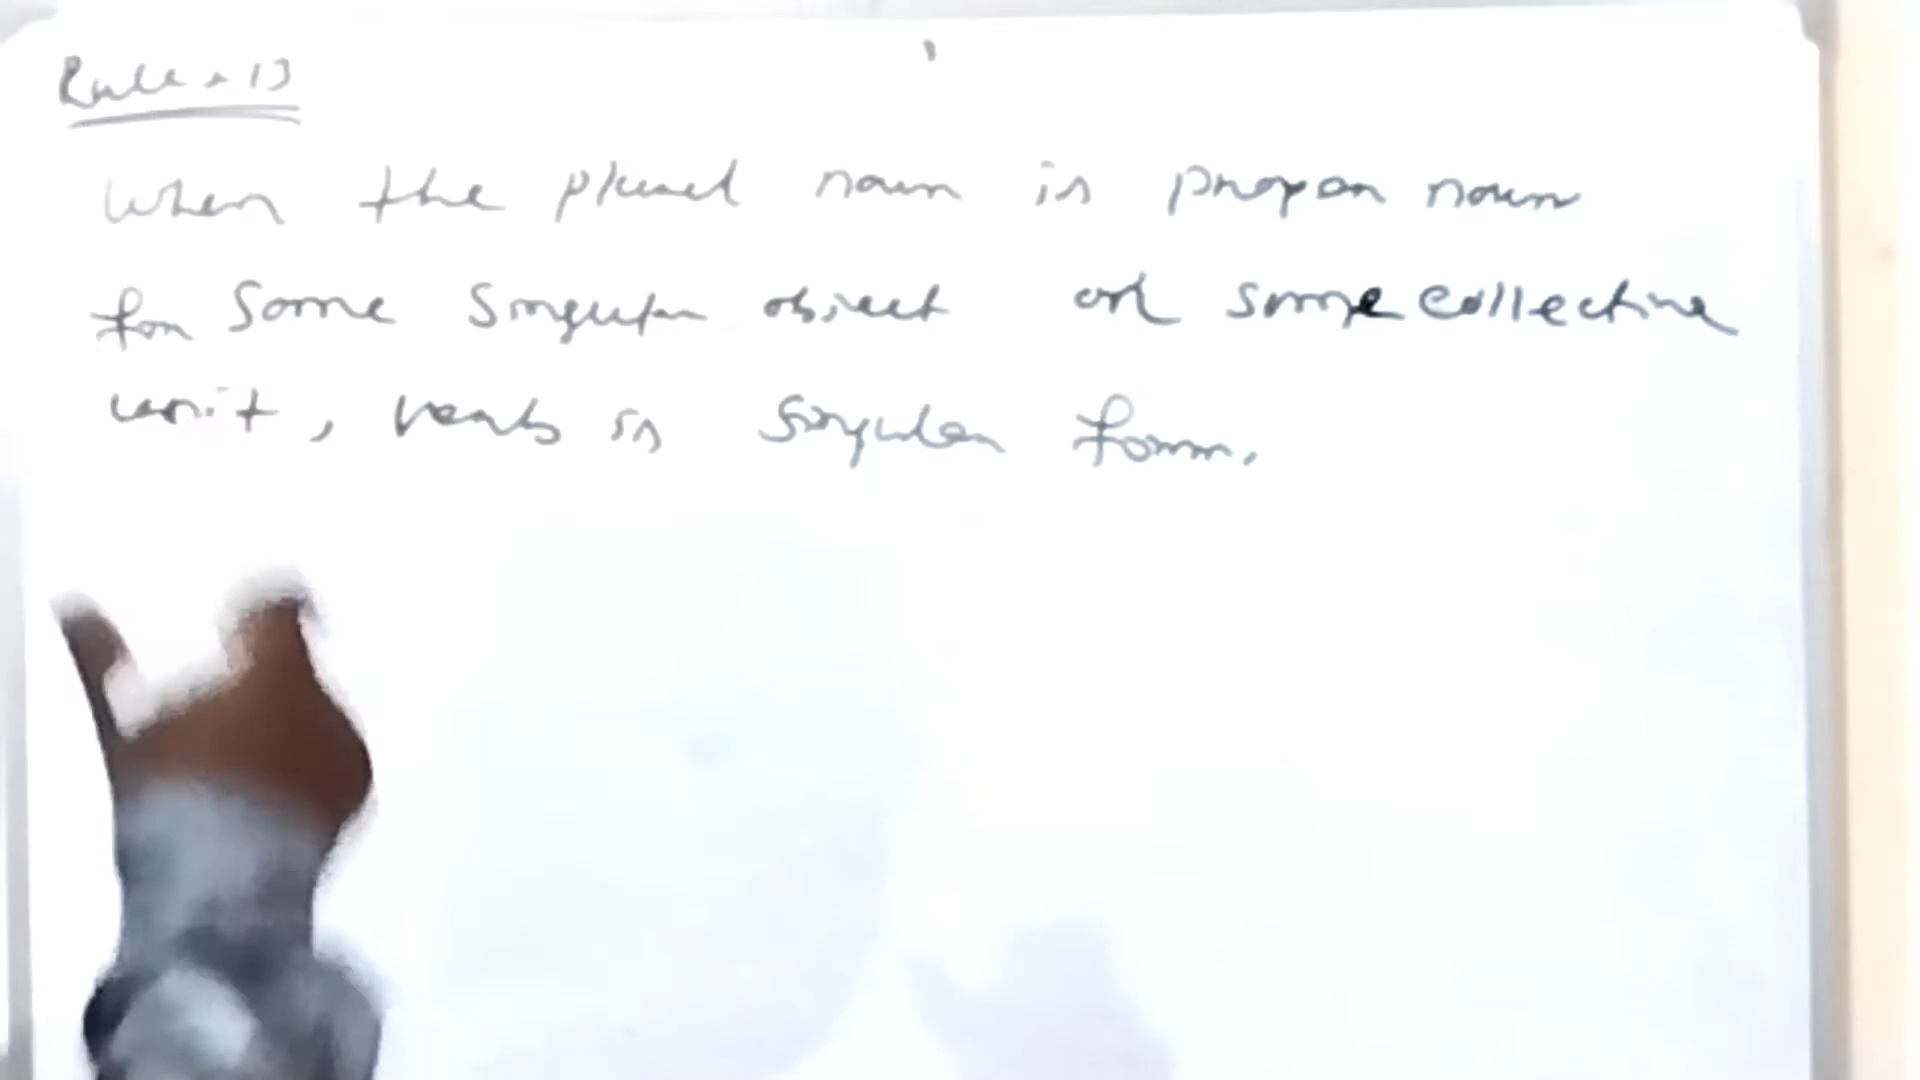 Rule - 13
When the plural noun is proper noun
for some singular object or some collective
unit, verb is singular form.